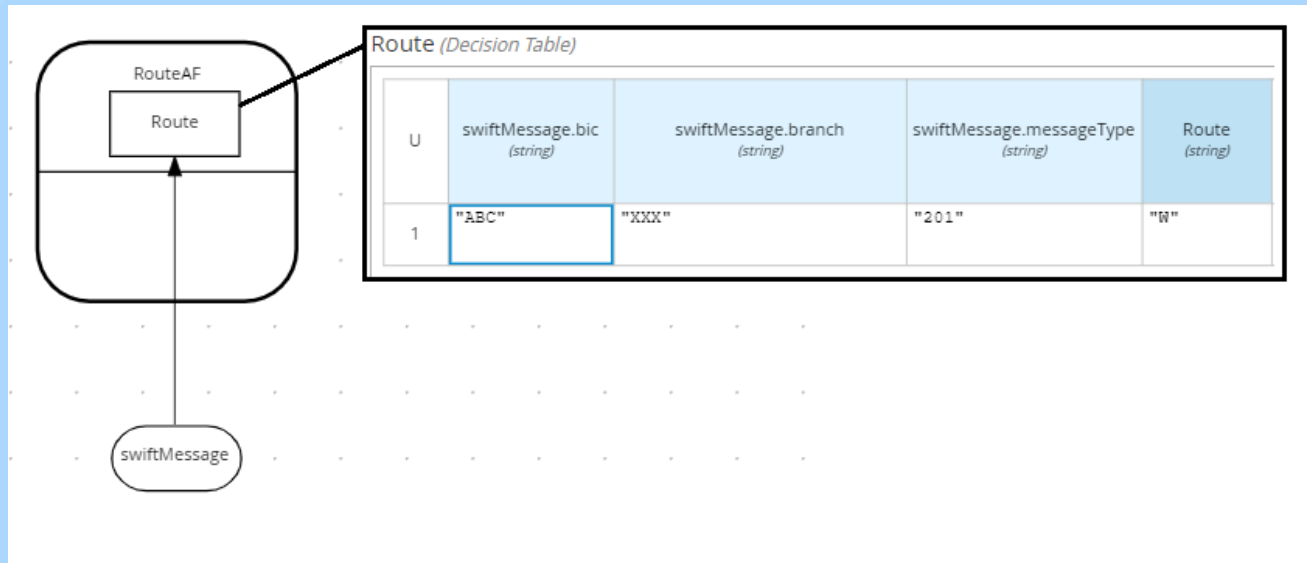 RouteAF
Route
swiftMessage
Route (Decision Table)
U swiftMessage.bic (string) swiftMessage.branch (string) swiftMessage.messageType (string) Route (string)
1 "ABC" "XXX" "201" "W"